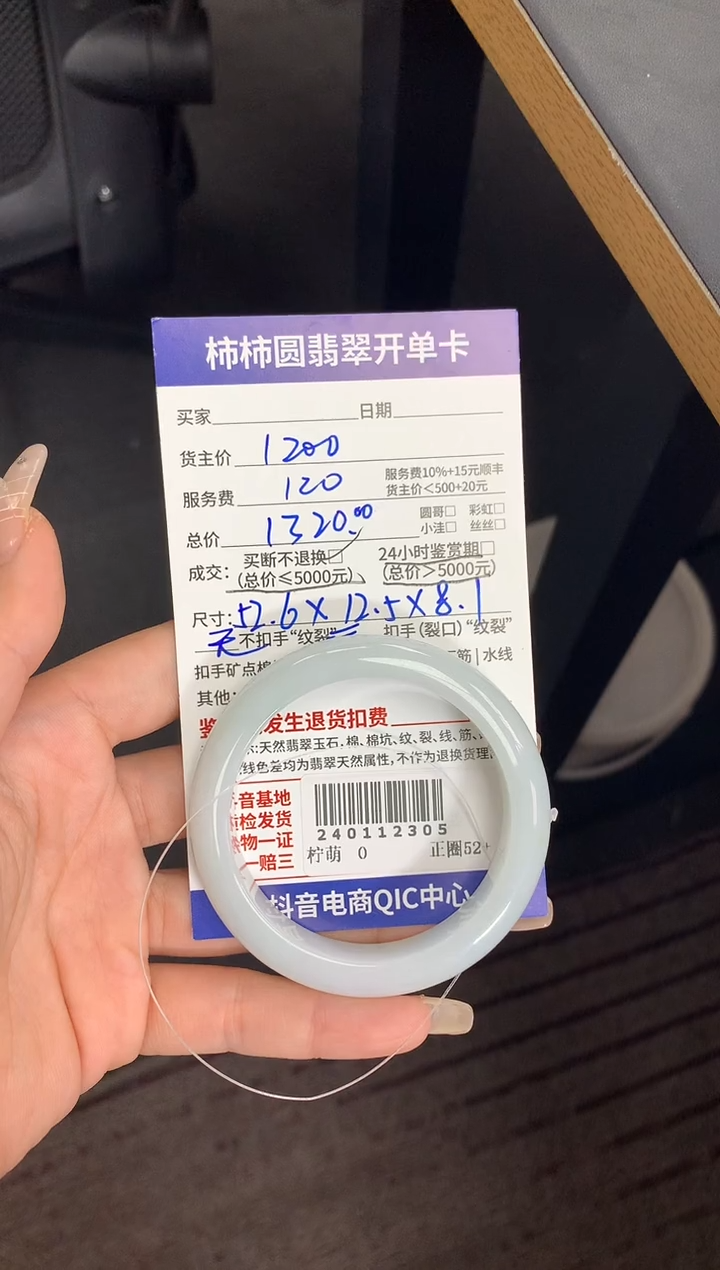 柿柿圆翡翠开单卡
买家 日期
货主价 1200
服务费 120 服务费10%+15元顺丰
货主价<500+20元
总价 1320.00 圆哥□ 彩虹□
小洼□ 丝丝□
成交: 买断不退换□ 24小时鉴赏期□
(总价≤5000元) (总价>5000元)
尺寸: 52.6×12.5×8.1
无 不扣手“纹裂” 扣手(裂口)“纹裂”
扣手矿点棉 筋|水线
其他:
发生退货扣费
:天然翡翠玉石,棉、棉坑、纹、裂、线、筋、
线色差均为翡翠天然属性,不作为退换货理
音基地
检发货
物一证
一赔三
240112305
柠萌 0 正圈52+
抖音电商QIC中心